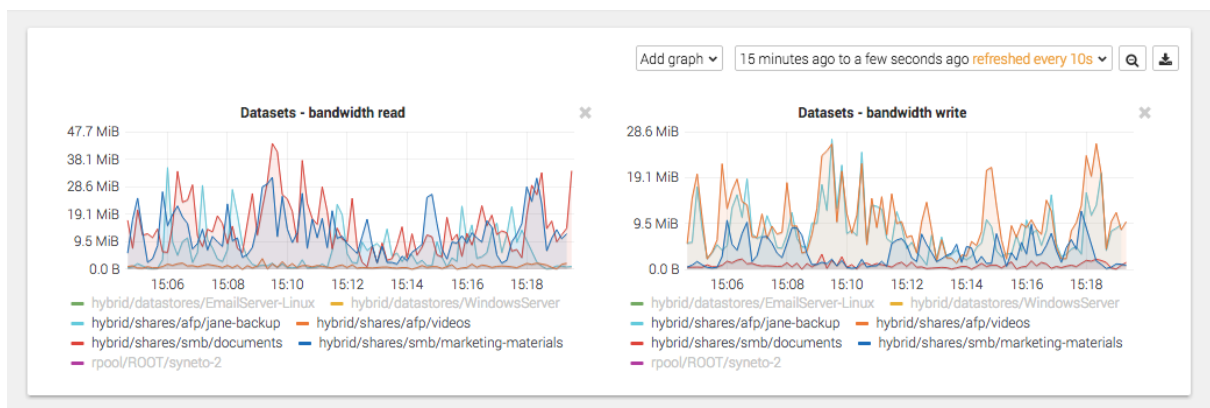 Add graph 15 minutes ago to a few seconds ago refreshed every 10s
Datasets - bandwidth read
47.7 MiB
38.1 MiB
28.6 MiB
19.1 MiB
9.5 MiB
0.0 B
15:06 15:08 15:10 15:12 15:14 15:16 15:18
hybrid/datastores/EmailServer-Linux hybrid/datastores/WindowsServer
hybrid/shares/afp/jane-backup hybrid/shares/afp/videos
hybrid/shares/smb/documents hybrid/shares/smb/marketing-materials
rpool/ROOT/syneto-2
Datasets - bandwidth write
28.6 MiB
19.1 MiB
9.5 MiB
0.0 B
15:06 15:08 15:10 15:12 15:14 15:16 15:18
hybrid/datastores/EmailServer-Linux hybrid/datastores/WindowsServer
hybrid/shares/afp/jane-backup hybrid/shares/afp/videos
hybrid/shares/smb/documents hybrid/shares/smb/marketing-materials
rpool/ROOT/syneto-2